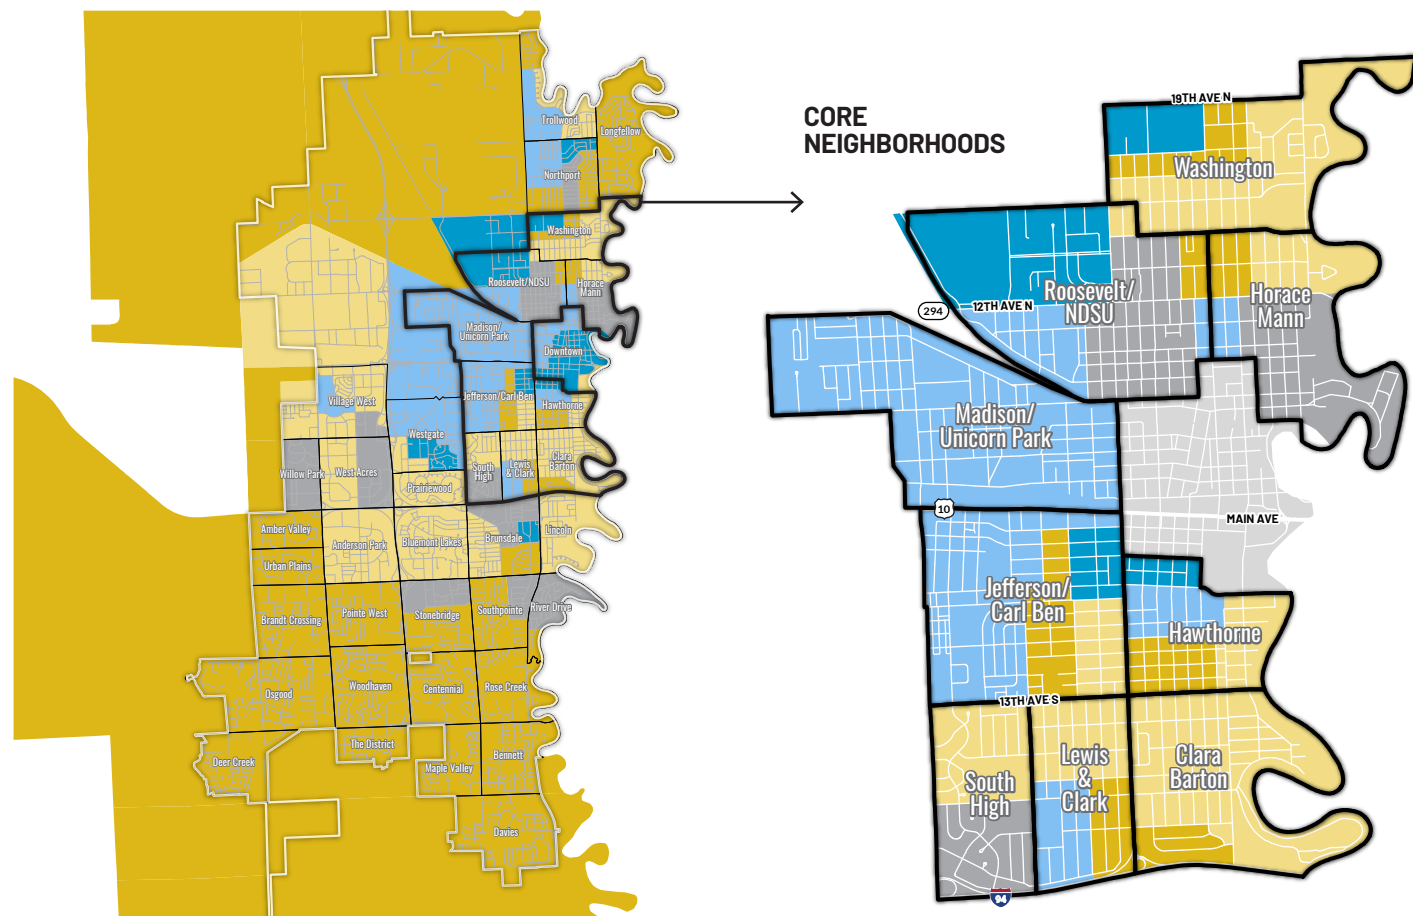 CORE
NEIGHBORHOODS
Trollwood
Longfellow
Northport
Washington
Roosevelt/NDSU
Horace
Mann
Madison/
Unicorn Park
Downtown
Village West
Jefferson/Carl Ben
Hawthorne
Westgate
Willow Park
West Acres
South
High
Lewis
& Clark
Clara
Barton
Prairiewood
Amber Valley
Anderson Park
Bluemont Lakes
Brunsdale
Lincoln
Urban Plains
Brandt Crossing
Pointe West
Stonebridge
Southpointe
River Drive
Osgood
Woodhaven
Centennial
Rose Creek
The District
Deer Creek
Maple Valley
Bennett
Davies
19TH AVE N
Washington
Roosevelt/
NDSU
Horace
Mann
294
12TH AVE N
Madison/
Unicorn Park
10
MAIN AVE
Jefferson/
Carl Ben
Hawthorne
13TH AVE S
South
High
Lewis
&
Clark
Clara
Barton
94